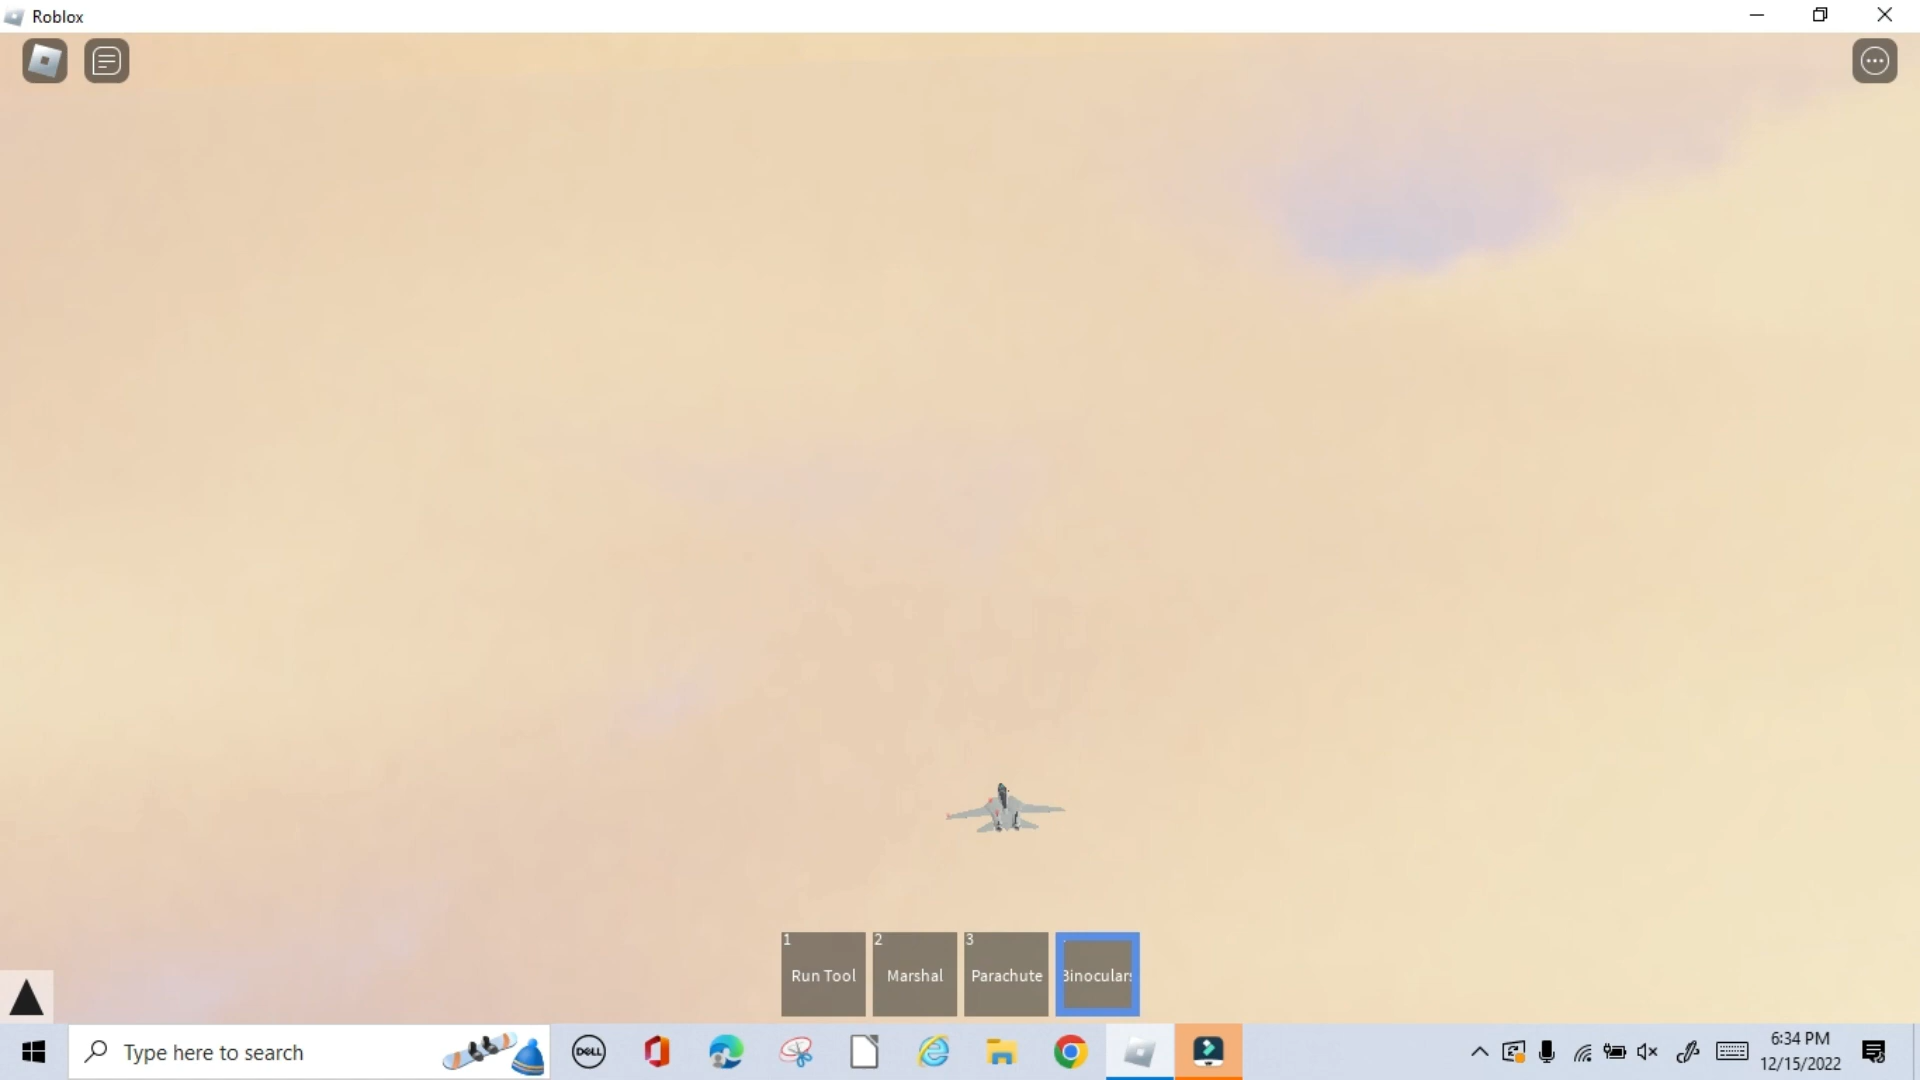 Roblox
1
Run Tool
2
Marshal
3
Parachute
Binoculars
Type here to search
DELL
6:34 PM
12/15/2022